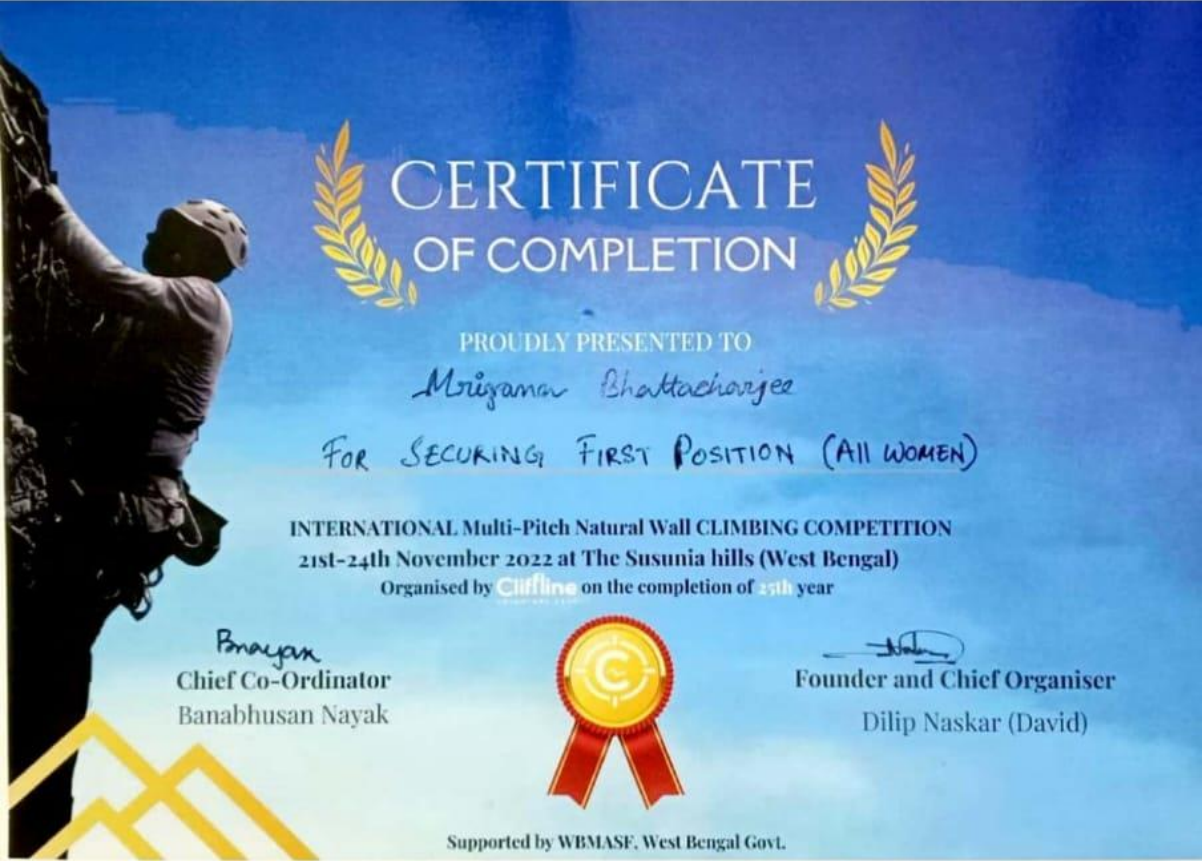 CERTIFICATE
OF COMPLETION
PROUDLY PRESENTED TO
Bhattacharjee
FOR SECURING FIRST POSITION (All WOMEN)
INTERNATIONAL Multi-Pitch Natural Wall CLIMBING COMPETITION
21st-24th November 2022 at The Susunia hills (West Bengal)
Organised by Cliffline on the completion of 25th year
Bnayak
Chief Co-Ordinator
Banabhusan Nayak
C
Founder and Chief Organiser
Dilip Naskar (David)
Supported by WBMASF, West Bengal Govt.